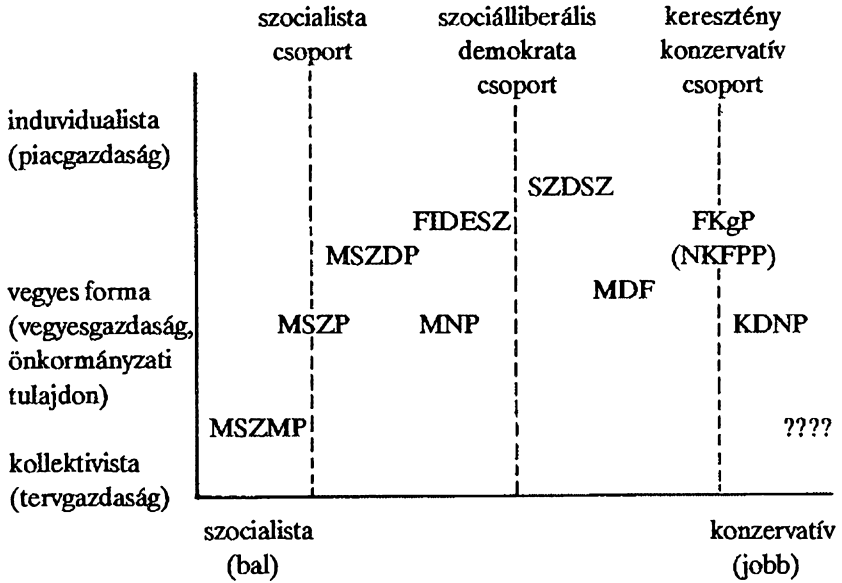 szocialista
csoport
szociálliberális
demokrata
csoport
keresztény
konzervatív
csoport
induvidualista
(piacgazdaság)
SZDSZ
FIDESZ
FKgP
MSZDP
(NKFPP)
MDF
vegyes forma
(vegyesgazdaság,
önkormányzati
tulajdon)
MSZP
MNP
KDNP
MSZMP
????
kollektivista
(tervgazdaság)
szocialista
(bal)
konzervatív
(jobb)